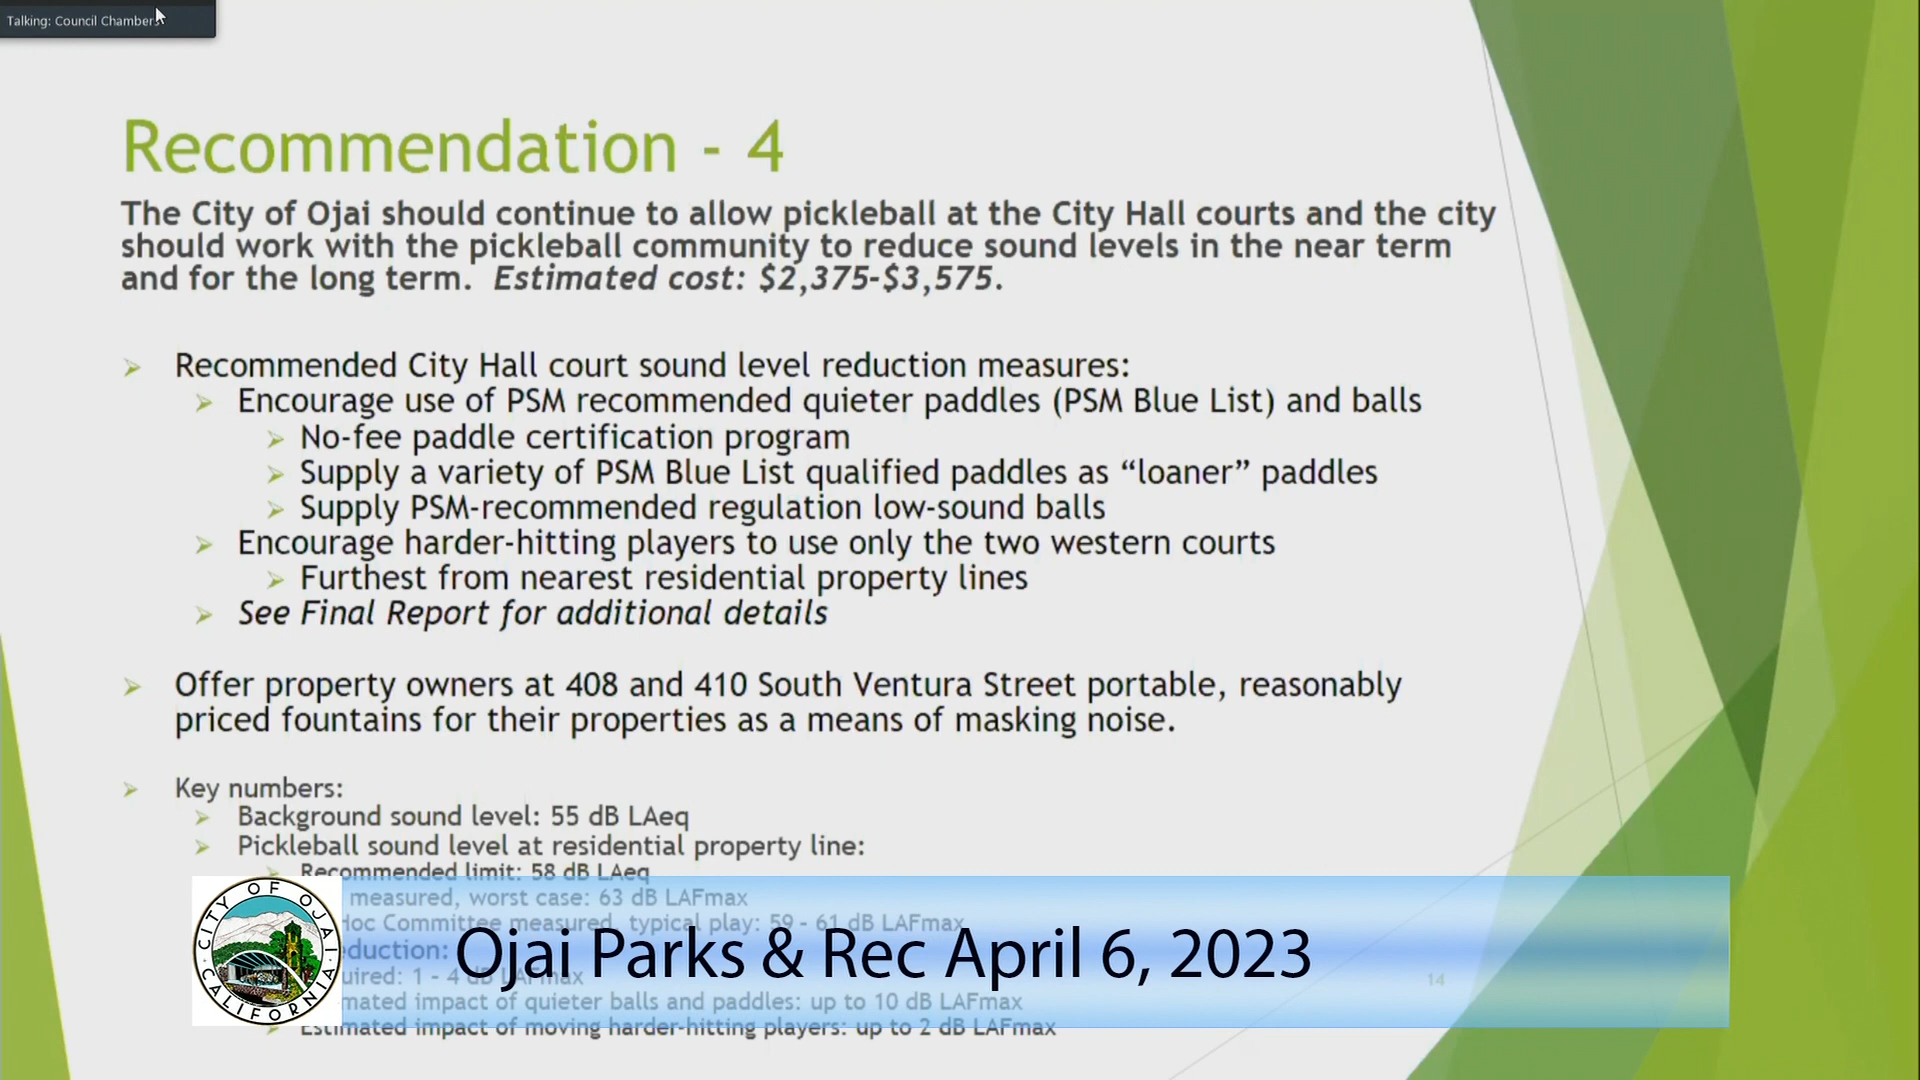 Talking: Council Chambers
Recommendation - 4
The City of Ojai should continue to allow pickleball at the City Hall courts and the city
should work with the pickleball community to reduce sound levels in the near term
and for the long term. Estimated cost: $2,375-$3,575.
Recommended City Hall court sound level reduction measures:
Encourage use of PSM recommended quieter paddles (PSM Blue List) and balls
No-fee paddle certification program
Supply a variety of PSM Blue List qualified paddles as “loaner” paddles
Supply PSM-recommended regulation low-sound balls
Encourage harder-hitting players to use only the two western courts
Furthest from nearest residential property lines
See Final Report for additional details
Offer property owners at 408 and 410 South Ventura Street portable, reasonably
priced fountains for their properties as a means of masking noise.
Key numbers:
Background sound level: 55 dB LAeq
Pickleball sound level at residential property line:
Recommended limit: 58 dB LAeq
measured, worst case: 63 dB LAFmax
Hoc Committee measured, typical play: 59 - 61 dB LAFmax
1 - 4 dB LAFmax
impact of quieter balls and paddles: up to 10 dB LAFmax
Estimated impact of moving harder-hitting players: up to 2 dB LAFmax
CITY OF OJAI
CALIFORNIA
Ojai Parks & Rec April 6, 2023
14